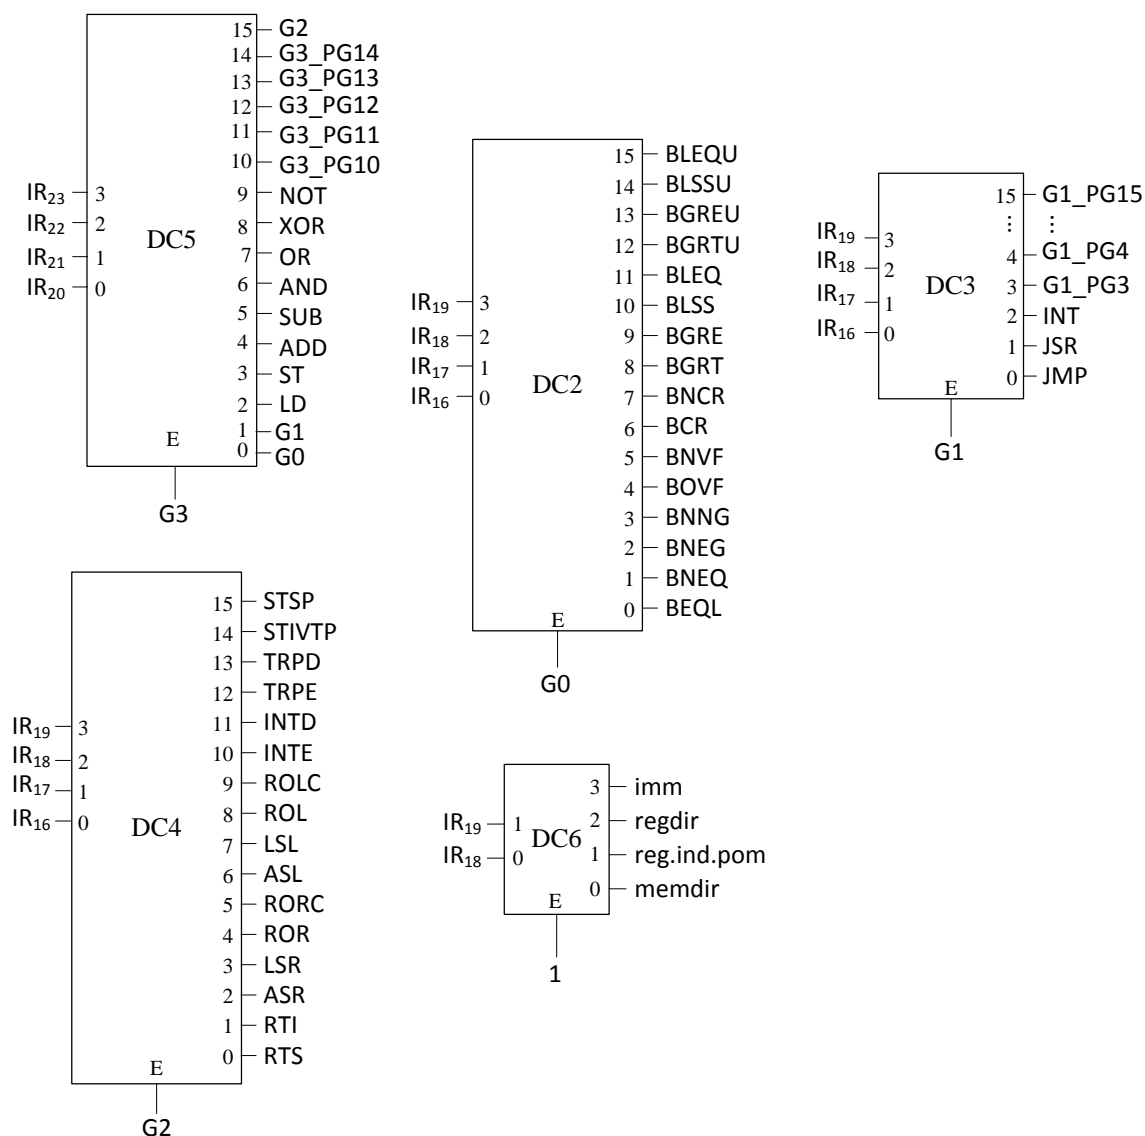 15 G2
14 G3_PG14
13 G3_PG13
12 G3_PG12
11 G3_PG11
10 G3_PG10
IR23 3 9 NOT
IR22 2 8 XOR
DC5
IR21 1 7 OR
IR20 0 6 AND
5 SUB
4 ADD
3 ST
2 LD
1 G1
E 0 G0
G3
15 BLEQU
14 BLSSU
13 BGREU
12 BGRTU
11 BLEQ
IR19 3 10 BLSS
IR18 2 9 BGRE
IR17 1 8 BGRT
DC2
IR16 0 7 BNCR
6 BCR
5 BNVF
4 BOVF
3 BNNG
2 BNEG
1 BNEQ
E 0 BEQL
G0
15 G1_PG15
⋮ ⋮
IR19 3 4 G1_PG4
IR18 2
DC3 3 G1_PG3
IR17 1 2 INT
IR16 0 1 JSR
E 0 JMP
G1
15 STSP
14 STIVTP
13 TRPD
12 TRPE
IR19 3 11 INTD
IR18 2 10 INTE
IR17 1 9 ROLC
IR16 0 8 ROL
DC4
7 LSL
6 ASL
5 RORC
4 ROR
3 LSR
2 ASR
1 RTI
E 0 RTS
G2
3 imm
IR19 1 2 regdir
DC6
IR18 0 1 reg.ind.pom
E 0 memdir
1